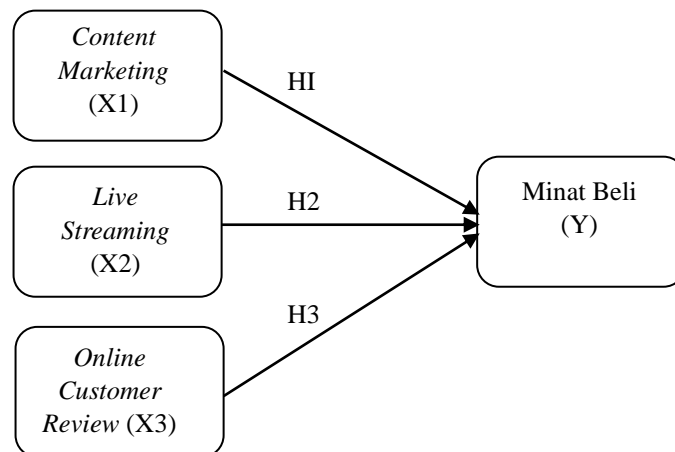 Content
Marketing
(X1)
HI
Live
Streaming
(X2)
H2
Minat Beli
(Y)
H3
Online
Customer
Review (X3)